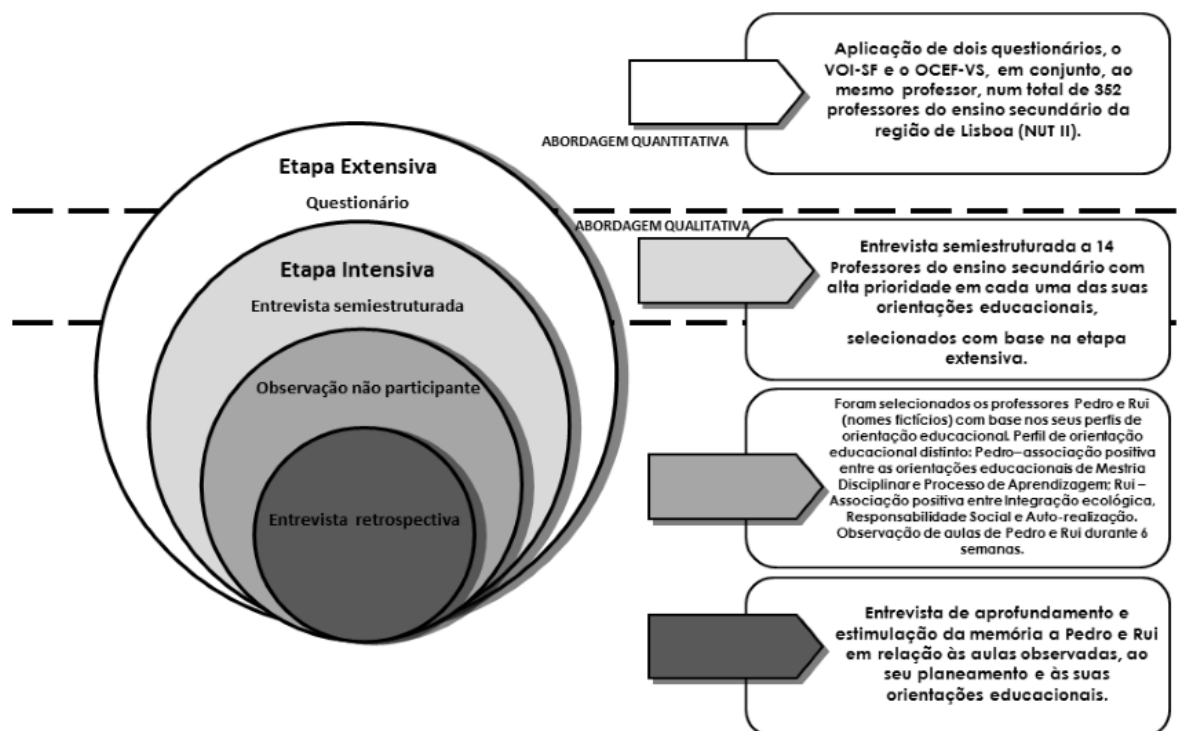 Aplicação de dois questionários, o
VOI-SF e o OCEF-VS, em conjunto, ao
mesmo professor, num total de 352
professores do ensino secundário da
região de Lisboa (NUT II).
ABORDAGEM QUANTITATIVA
Etapa Extensiva
Questionário
ABORDAGEM QUALITATIVA
Etapa Intensiva
Entrevista semiestruturada
Entrevista semiestruturada a 14
Professores do ensino secundário com
alta prioridade em cada uma das suas
orientações educacionais,
selecionados com base na etapa
extensiva.
Observação não participante
Foram selecionados os professores Pedro e Rui
(nomes fictícios) com base nos seus perfis de
orientação educacional. Perfil de orientação
educacional distinto: Pedro–associação positiva
entre as orientações educacionais de Mestria
Disciplinar e Processo de Aprendizagem; Rui –
Associação positiva entre Integração ecológica,
Responsabilidade Social e Auto-realização.
Observação de aulas de Pedro e Rui durante 6
semanas.
Entrevista retrospectiva
Entrevista de aprofundamento e
estimulação da memória a Pedro e Rui
em relação às aulas observadas, ao
seu planeamento e às suas
orientações educacionais.